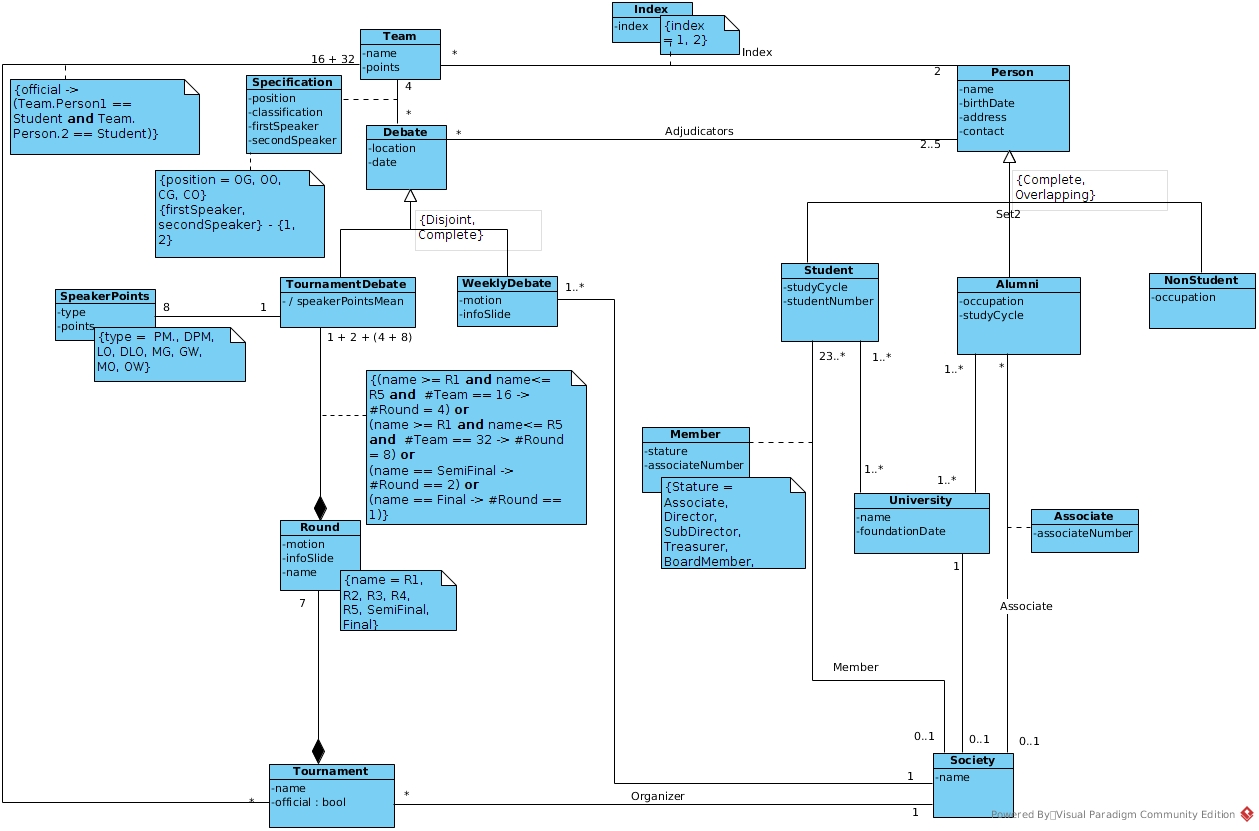 Index
-index
{index
= 1, 2}
Index
Team
-name
-points
*
16 + 32
4
*
2
{official ->
(Team.Person1 ==
Student and Team.
Person.2 == Student)}
Specification
-position
-classification
-firstSpeaker
-secondSpeaker
Person
-name
-birthDate
-address
-contact
Debate
-location
-date
*
Adjudicators
2..5
{position = OG, OO,
CG, CO}
{firstSpeaker,
secondSpeaker} - {1,
2}
{Disjoint,
Complete}
{Complete,
Overlapping}
Set2
SpeakerPoints
-type
-points
8
1
{type =  PM., DPM,
LO, DLO, MG, GW,
MO, OW}
TournamentDebate
- / speakerPointsMean
1 + 2 + (4 + 8)
WeeklyDebate
-motion
-infoSlide
1..*
Student
-studyCycle
-studentNumber
23..*
1..*
Alumni
-occupation
-studyCycle
1..*
*
NonStudent
-occupation
{(name >= R1 and name<=
R5 and  #Team == 16 ->
#Round = 4) or
(name >= R1 and name<= R5
and  #Team == 32 -> #Round
= 8) or
(name == SemiFinal ->
#Round == 2) or
(name == Final -> #Round ==
1)}
Member
-stature
-associateNumber
{Stature =
Associate,
Director,
SubDirector,
Treasurer,
BoardMember,
1..*
1..*
University
-name
-foundationDate
1
Associate
-associateNumber
Associate
Round
-motion
-infoSlide
-name
7
{name = R1,
R2, R3, R4,
R5, SemiFinal,
Final}
Member
0..1
0..1
0..1
Society
-name
1
1
Tournament
-name
-official : bool
*
*
Organizer
Powered By Visual Paradigm Community Edition